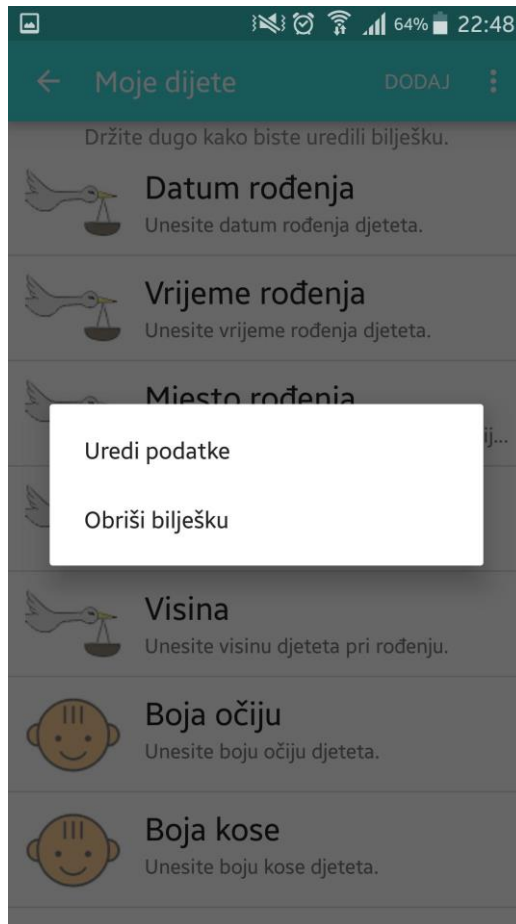 64% 22:48
Moje dijete DODAJ
Držite dugo kako biste uredili bilješku.
Datum rođenja
Unesite datum rođenja djeteta.
Vrijeme rođenja
Unesite vrijeme rođenja djeteta.
Mjesto rođenja
ij...
Uredi podatke
Obriši bilješku
Visina
Unesite visinu djeteta pri rođenju.
Boja očiju
Unesite boju očiju djeteta.
Boja kose
Unesite boju kose djeteta.